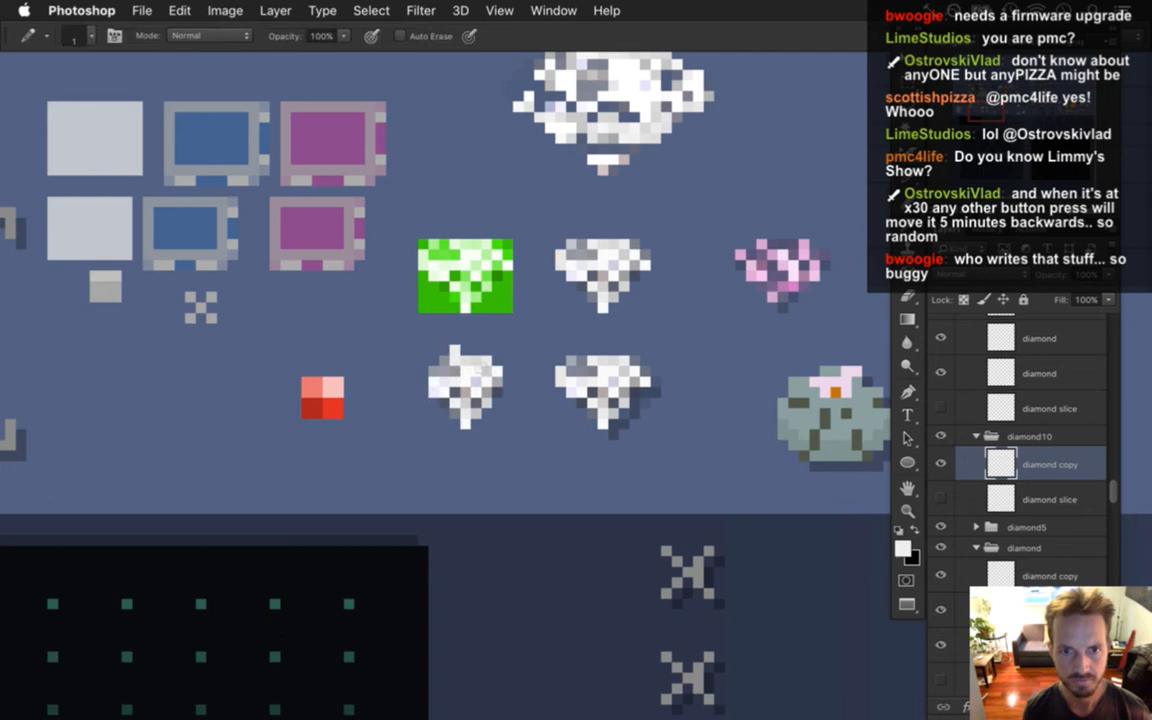 Photoshop File Edit Image Layer Type Select Filter 3D View Window Help
1 Mode: Normal Opacity: 100% Auto Erase
bwoogie: needs a firmware upgrade
LimeStudios: you are pmc?
OstrovskiVlad: don't know about
anyONE but anyPIZZA might be
scottishpizza @pmc4life yes!
Whooo
LimeStudios: lol @Ostrovskivlad
pmc4life: Do you know Limmy's
Show?
OstrovskiVlad: and when it's at
x30 any other button press will
move it 5 minutes backwards.. so
random
bwoogie: who writes that stuff... so
buggy
Normal Opacity: 100%
Lock: Fill: 100%
diamond
diamond
diamond slice
diamond10
diamond copy
diamond slice
diamond5
diamond
diamond copy